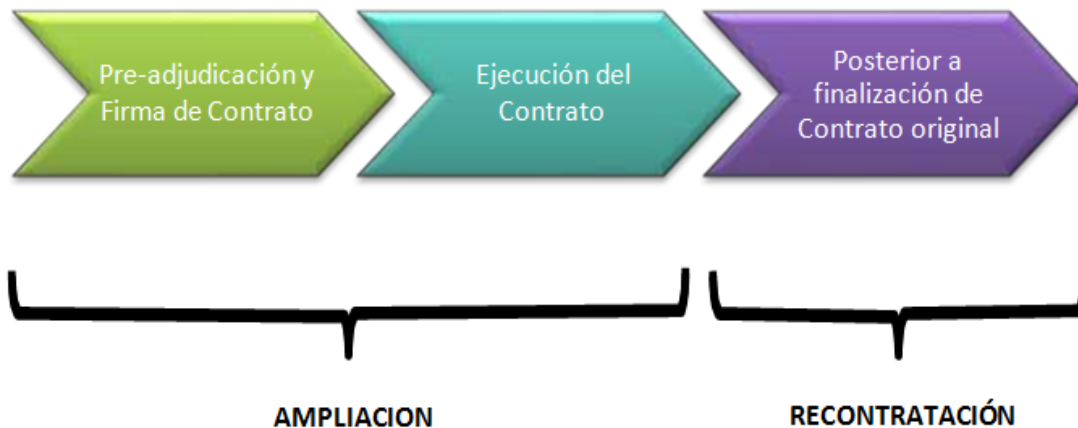 Pre-adjudicación y
Firma de Contrato
Ejecución del
Contrato
Posterior a
finalización de
Contrato original
AMPLIACION
RECONTRATACIÓN